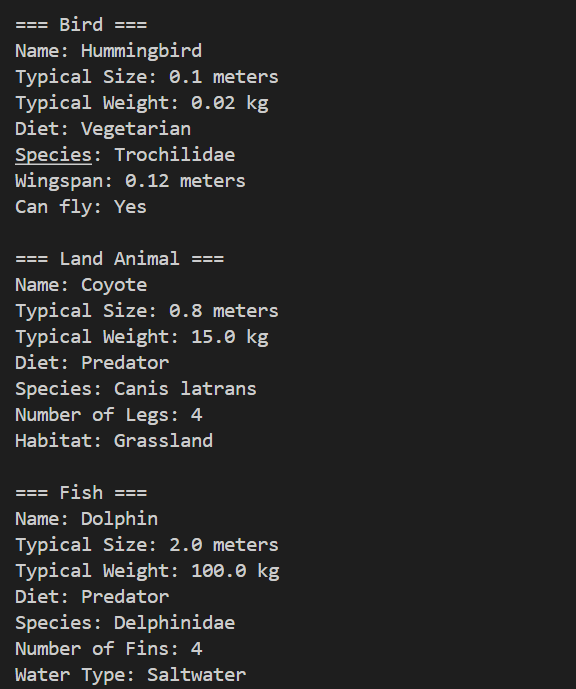 === Bird ===
Name: Hummingbird
Typical Size: 0.1 meters
Typical Weight: 0.02 kg
Diet: Vegetarian
Species: Trochilidae
Wingspan: 0.12 meters
Can fly: Yes

=== Land Animal ===
Name: Coyote
Typical Size: 0.8 meters
Typical Weight: 15.0 kg
Diet: Predator
Species: Canis latrans
Number of Legs: 4
Habitat: Grassland

=== Fish ===
Name: Dolphin
Typical Size: 2.0 meters
Typical Weight: 100.0 kg
Diet: Predator
Species: Delphinidae
Number of Fins: 4
Water Type: Saltwater